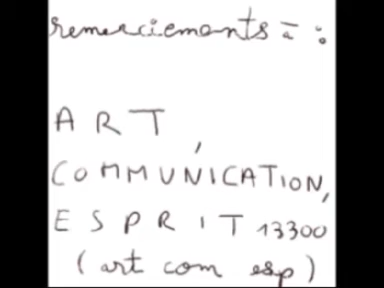 remerciements à :
ART,
COMMUNICATION,
ESPRIT 13300
(art com esp)